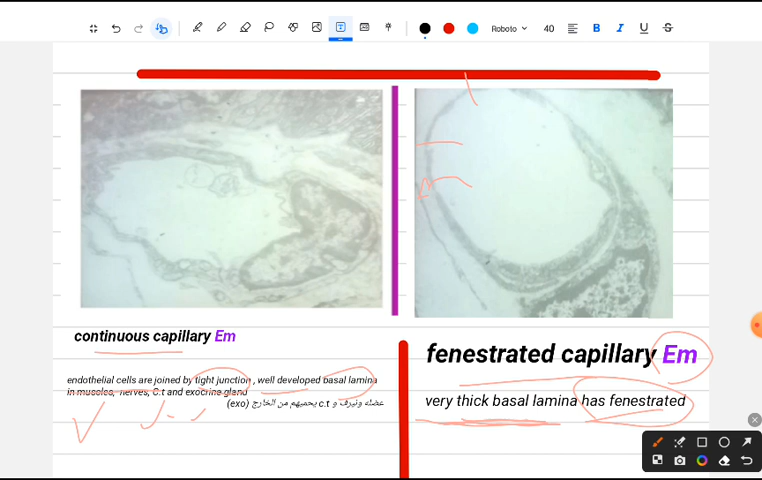 Roboto 40 B I U S
continuous capillary Em
endothelial cells are joined by tight junction , well developed basal lamina
in muscles, nerves, C.t and exocrine gland
عضله ونيرف و c.t بحميهم من الخارج (exo)
fenestrated capillary Em
very thick basal lamina has fenestrated